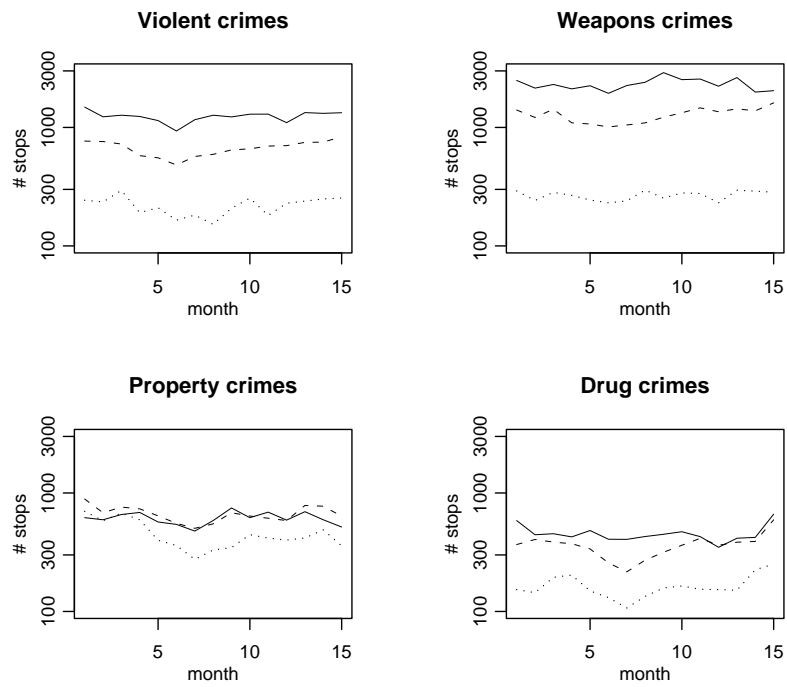 Violent crimes
# stops
3000
1000
300
100
5 10 15
month
Weapons crimes
# stops
3000
1000
300
100
5 10 15
month
Property crimes
# stops
3000
1000
300
100
5 10 15
month
Drug crimes
# stops
3000
1000
300
100
5 10 15
month